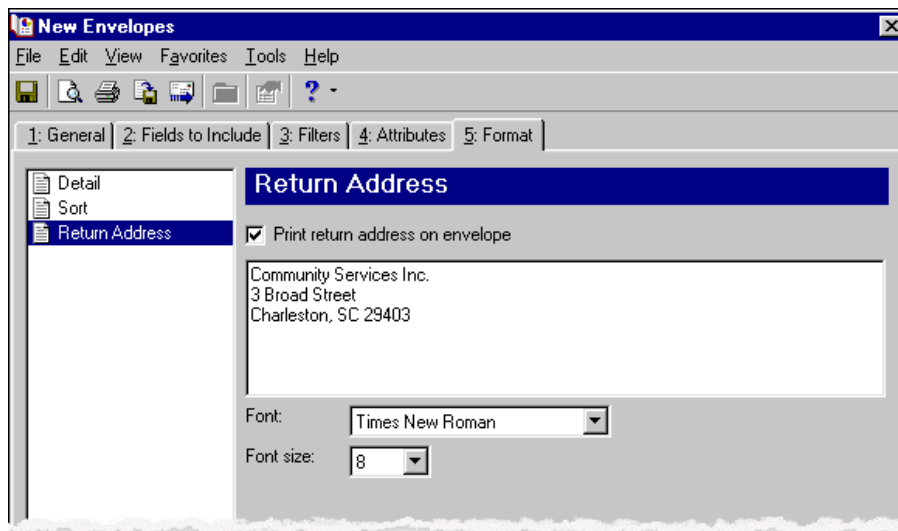 New Envelopes
File Edit View Favorites Tools Help
1: General 2: Fields to Include 3: Filters 4: Attributes 5: Format
Detail
Sort
Return Address
Return Address
Print return address on envelope
Community Services Inc.
3 Broad Street
Charleston, SC 29403
Font: Times New Roman
Font size: 8